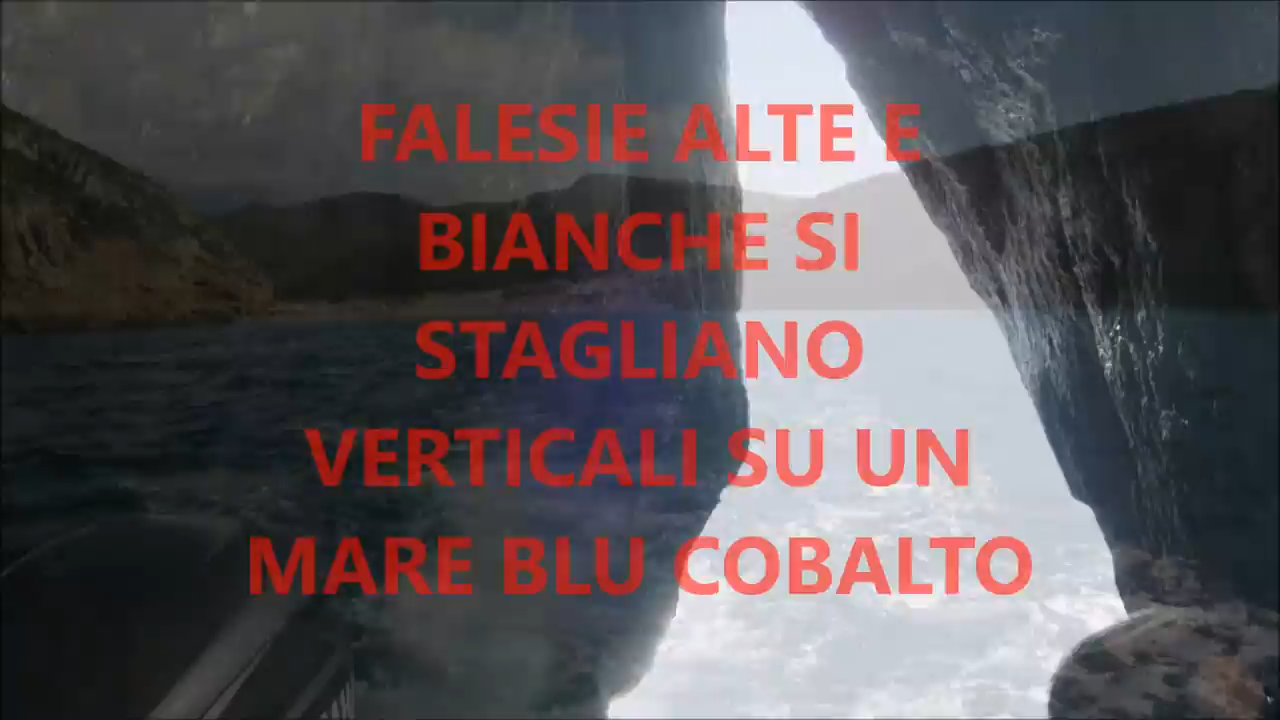 FALESIE ALTE E
BIANCHE SI
STAGLIANO
VERTICALI SU UN
MARE BLU COBALTO